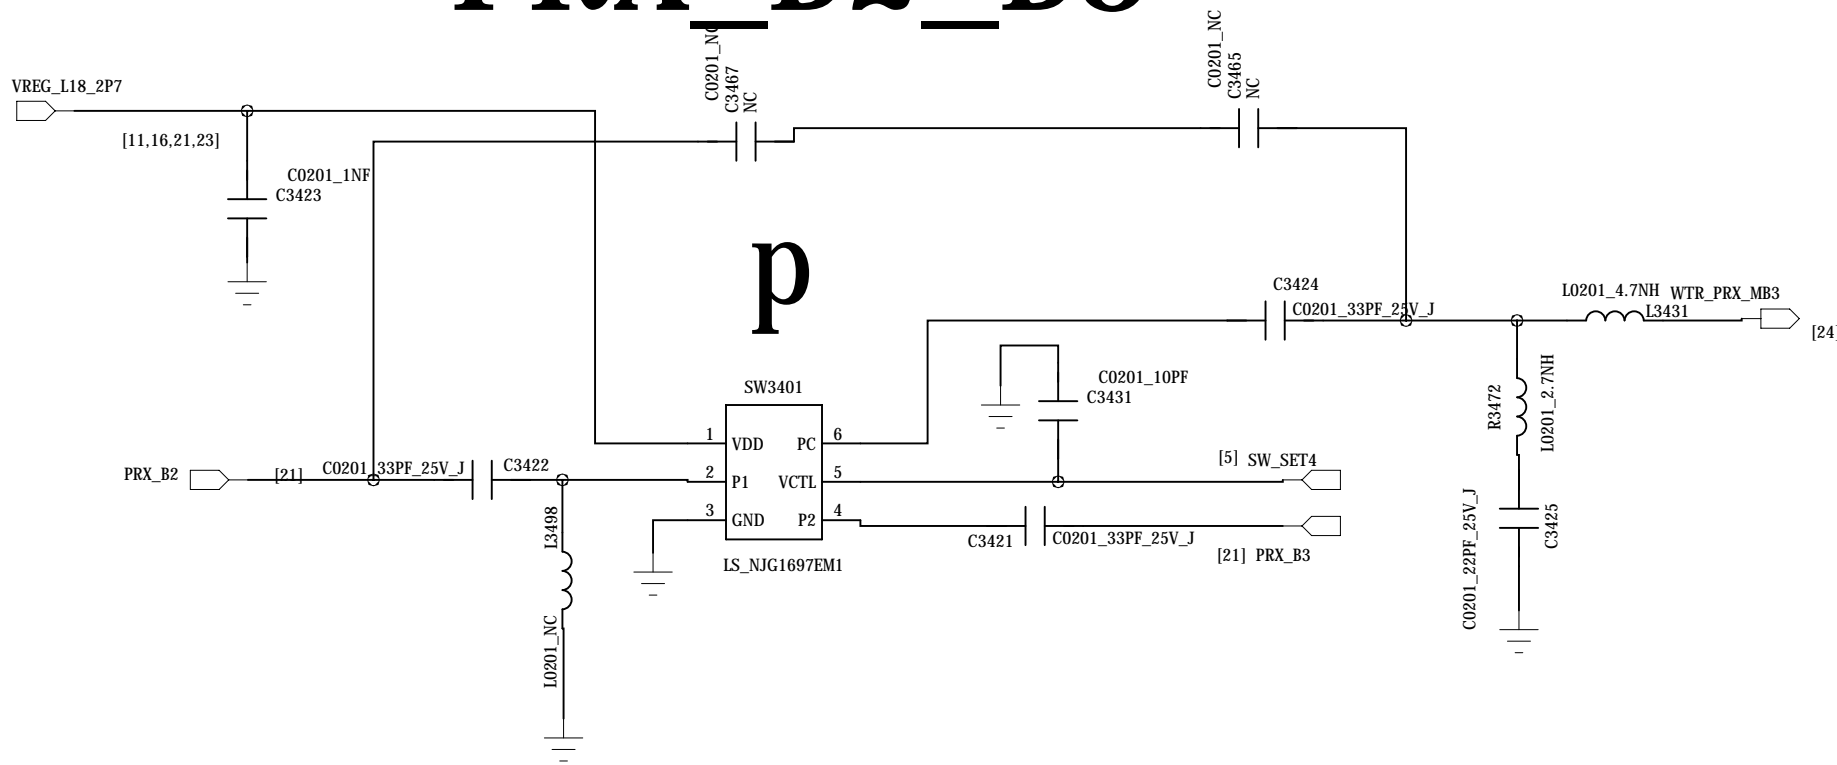 C0201_NC
C3467
NC
C0201_NC
C3465
NC
VREG_L18_2P7
[11,16,21,23]
C0201_1NF
C3423
p
C3424
C0201_33PF_25V_J
L0201_4.7NH
WTR_PRX_MB3
L3431
[24]
SW3401
C0201_10PF
C3431
R3472
L0201_2.7NH
1 VDD
PC 6
PRX_B2
[21]
C0201_33PF_25V_J
C3422
2 P1
VCTL 5
[5] SW_SET4
3 GND
P2 4
L3498
C3421
C0201_33PF_25V_J
[21] PRX_B3
LS_NJG1697EM1
C0201_22PF_25V_J
C3425
L0201_NC